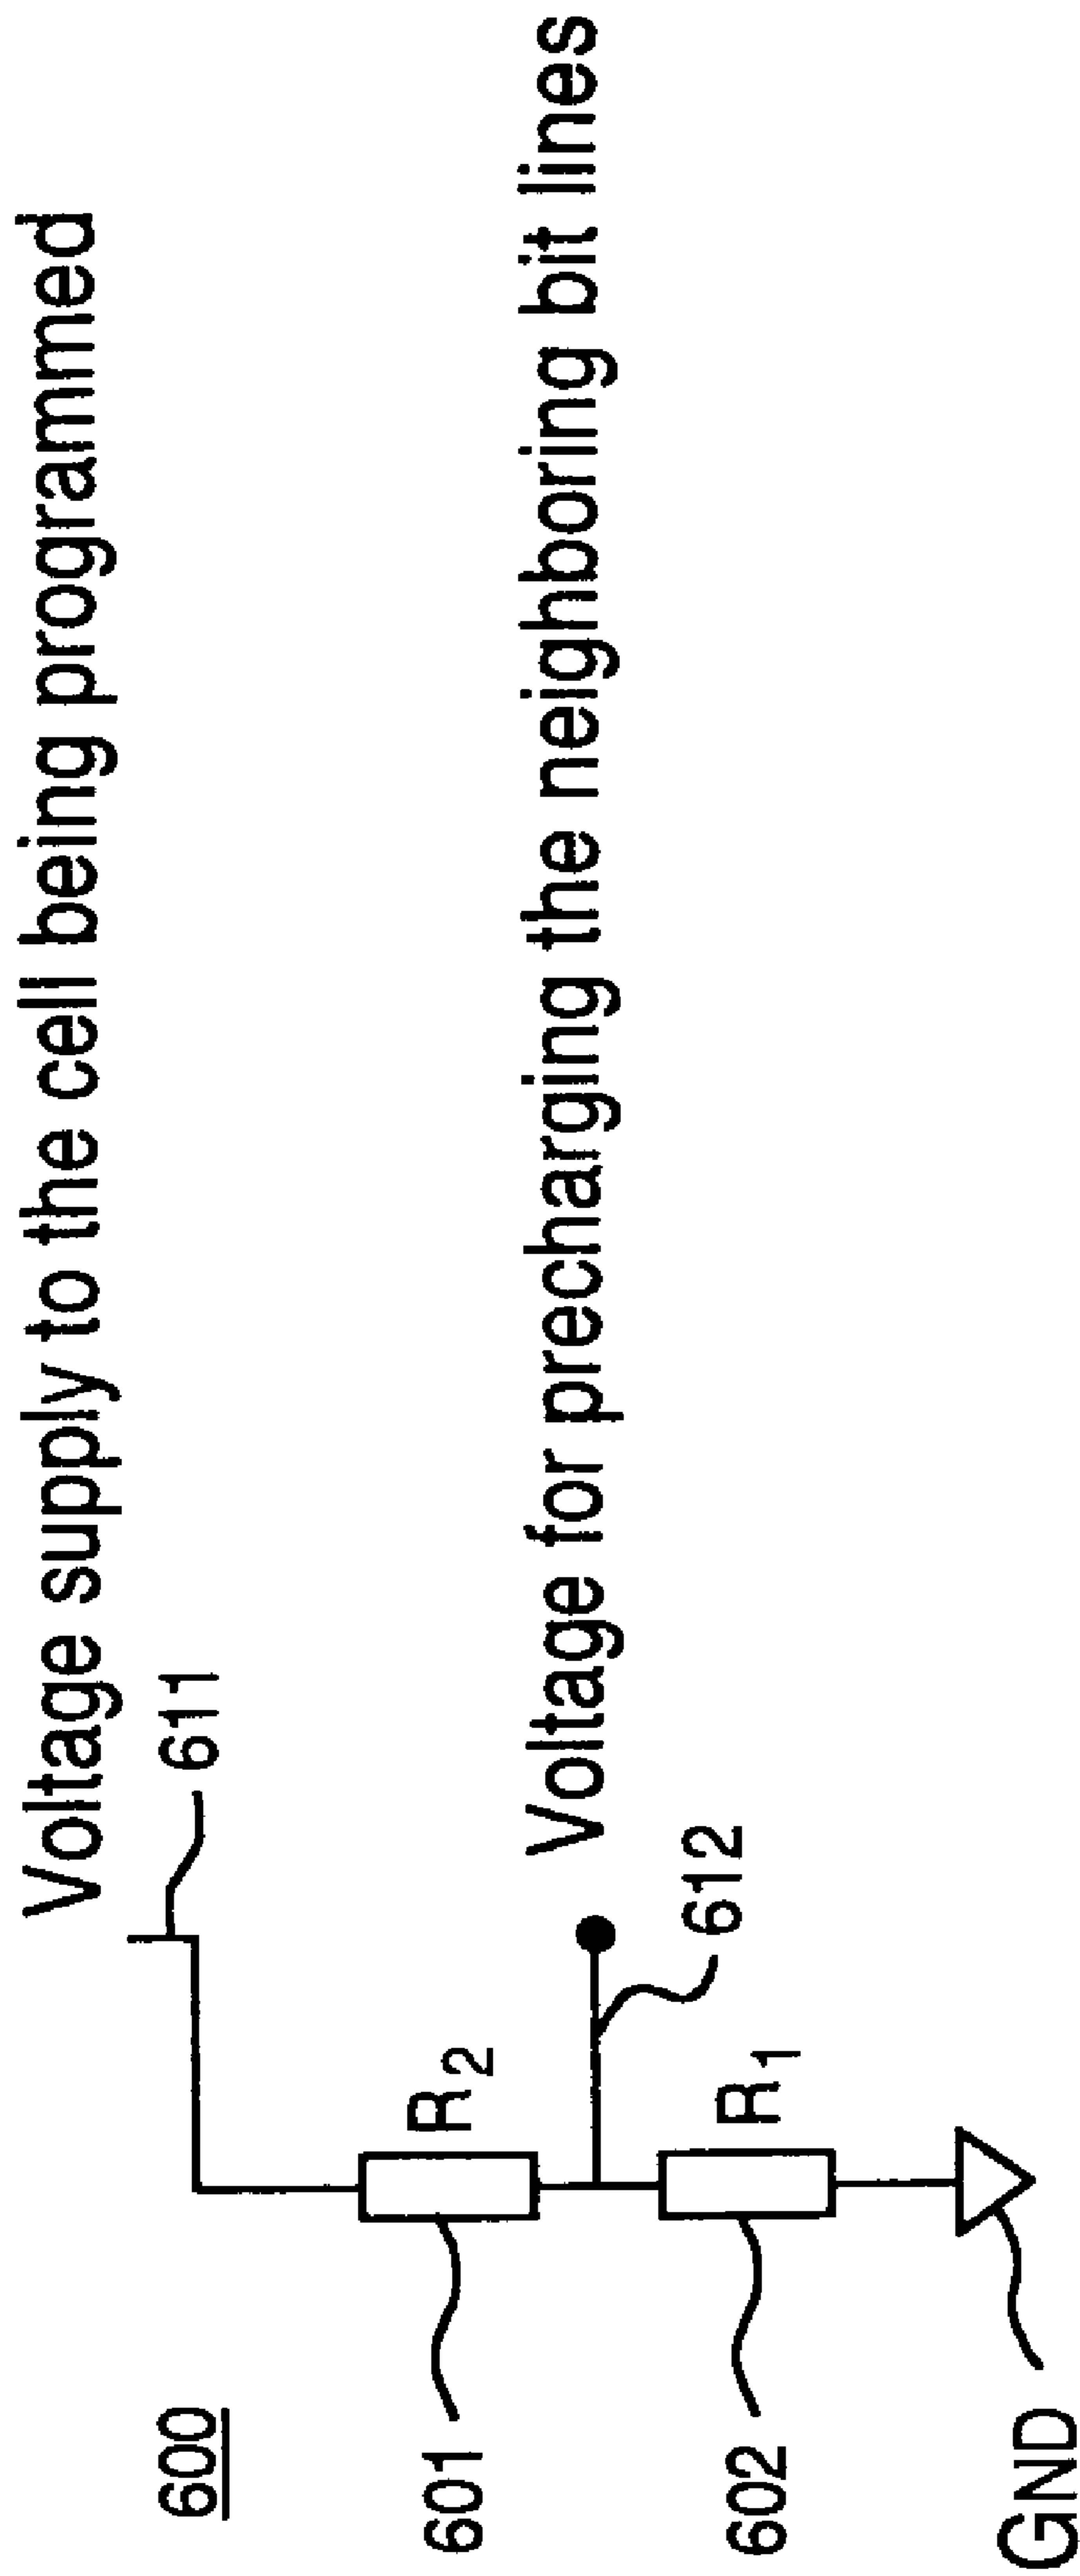 600
Voltage supply to the cell being programmed
611
601
R2
Voltage for precharging the neighboring bit lines
612
602
R1
GND